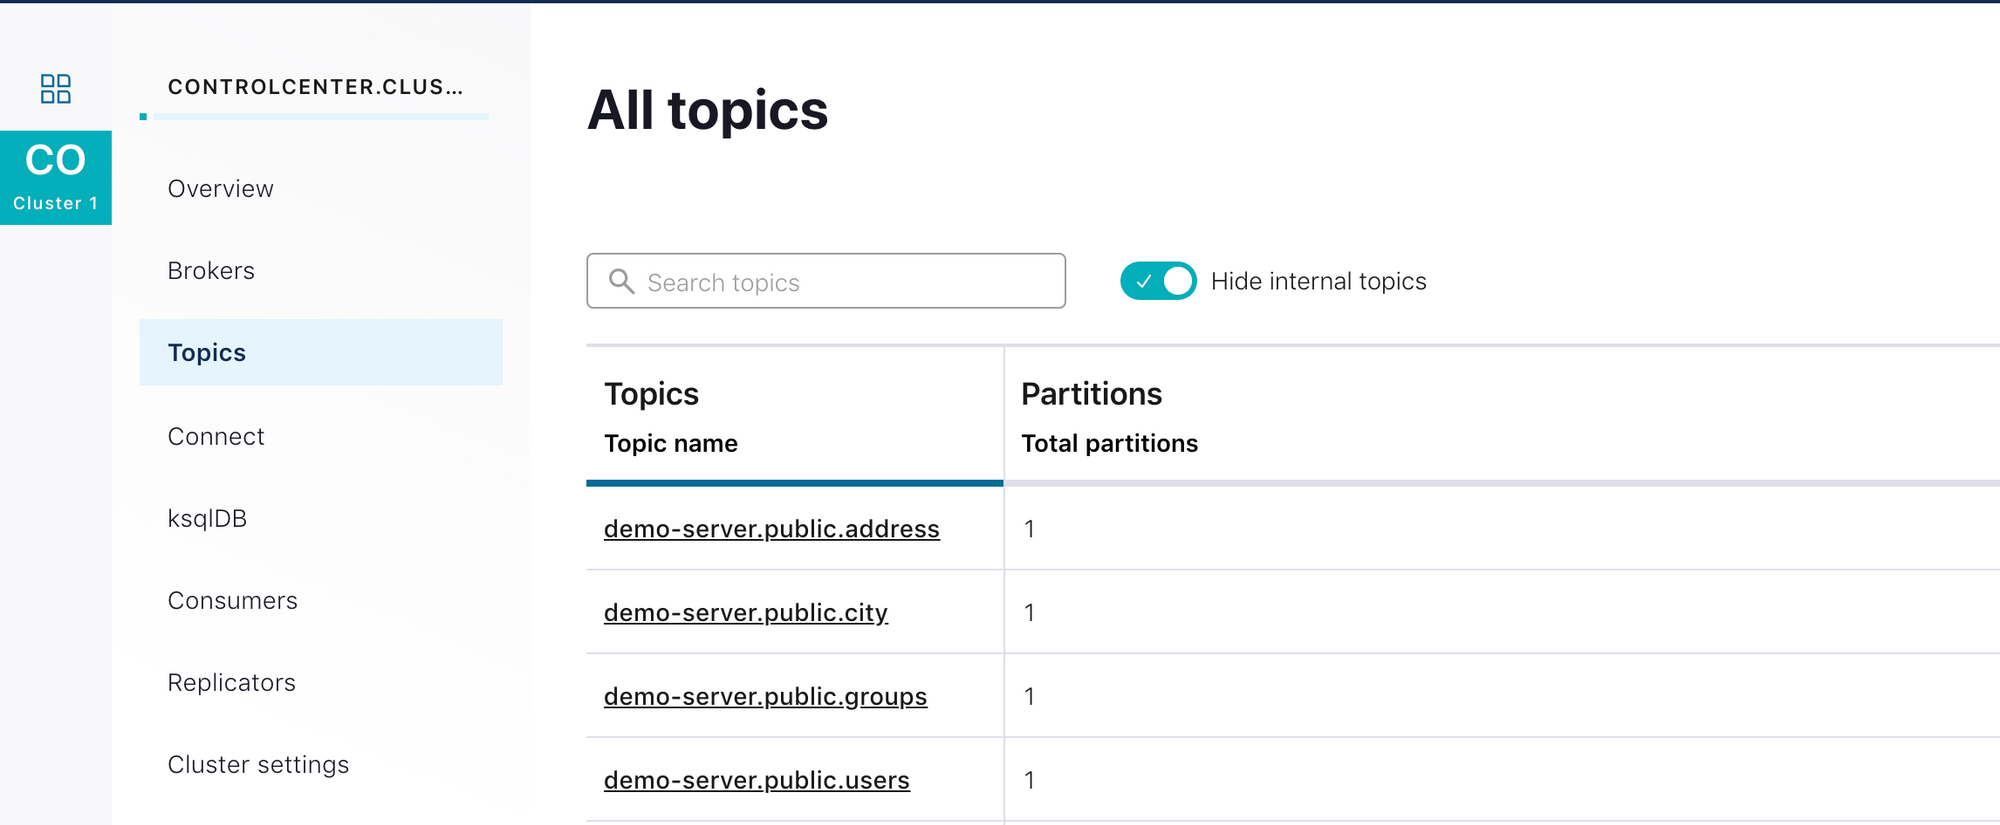 CONTROLCENTER.CLUS...
CO
Cluster 1
Overview
Brokers
Topics
Connect
ksqlDB
Consumers
Replicators
Cluster settings
All topics
Search topics
Hide internal topics
Topics Partitions
Topic name Total partitions
demo-server.public.address 1
demo-server.public.city 1
demo-server.public.groups 1
demo-server.public.users 1